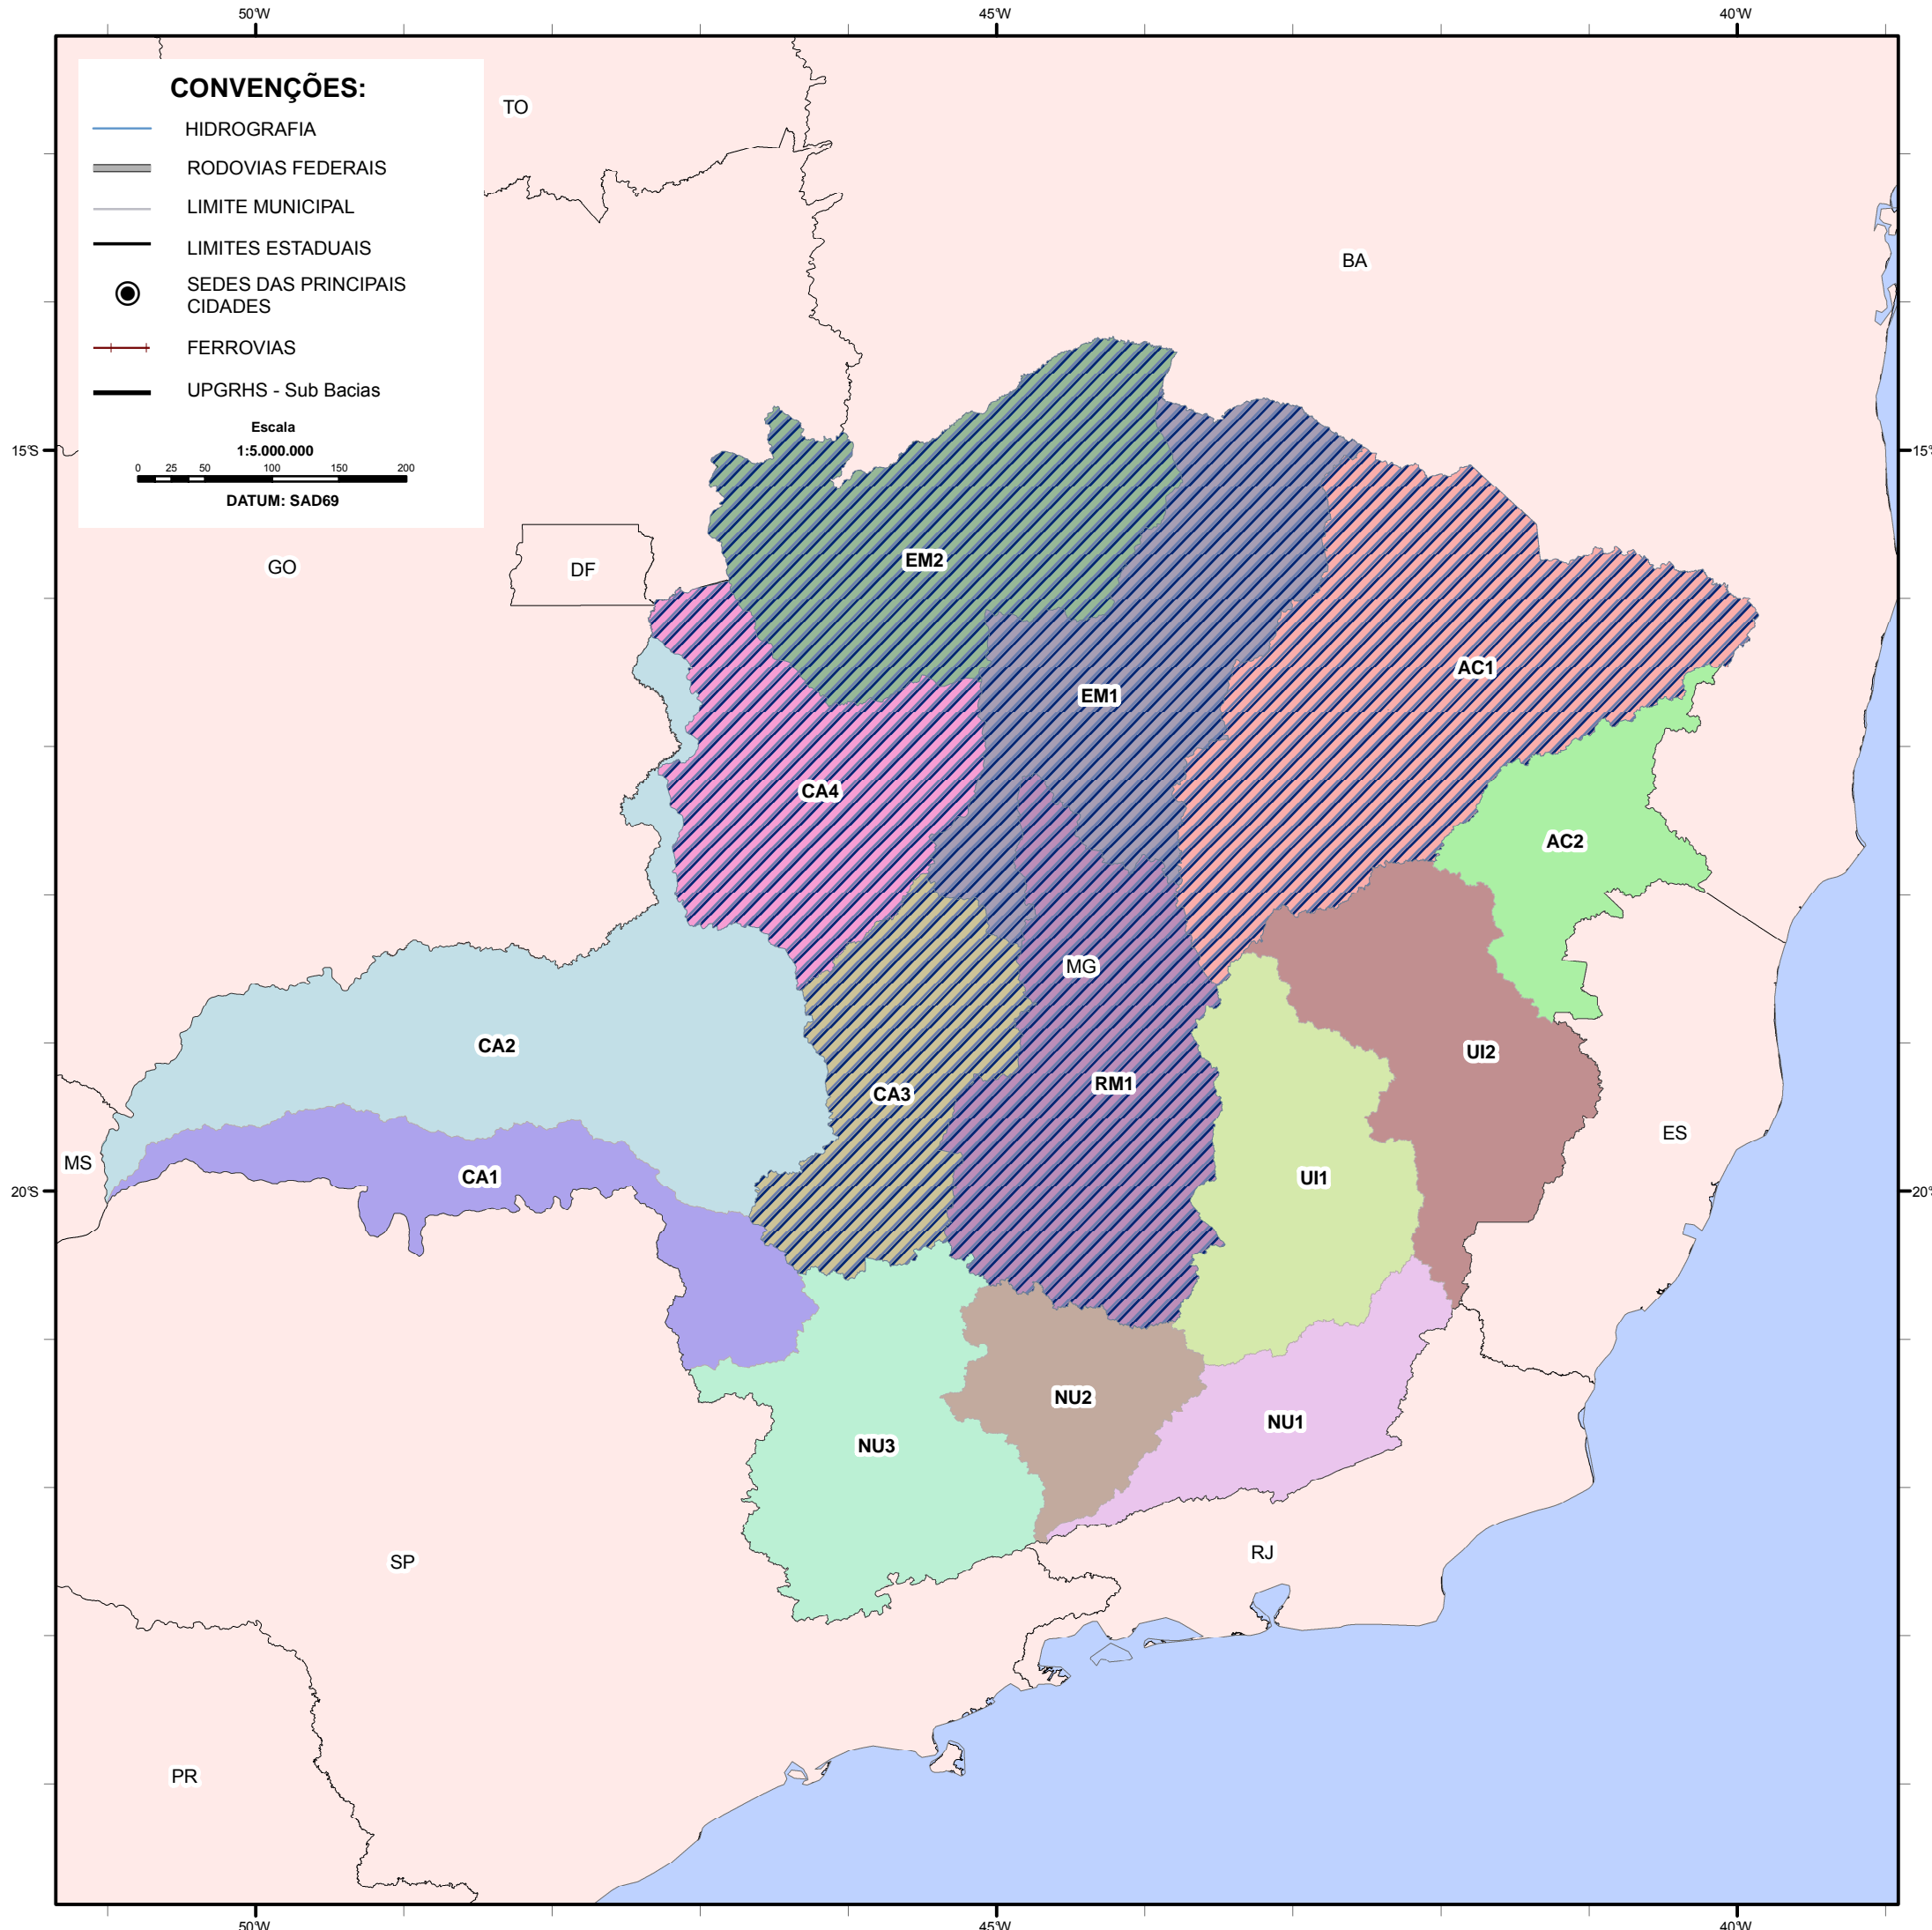 50°W 45°W 40°W
CONVENÇÕES:
HIDROGRAFIA
RODOVIAS FEDERAIS
LIMITE MUNICIPAL
LIMITES ESTADUAIS
SEDES DAS PRINCIPAIS
CIDADES
FERROVIAS
UPGRHS - Sub Bacias
Escala
1:5.000.000
0 25 50 100 150 200
DATUM: SAD69
TO
BA
15°S 15°
EM2
GO
DF
AC1
EM1
CA4
AC2
MG
CA2
UI2
RM1
CA3
ES
MS
CA1
UI1
20°S 20°
NU2
NU1
NU3
RJ
SP
PR
50°W 45°W 40°W